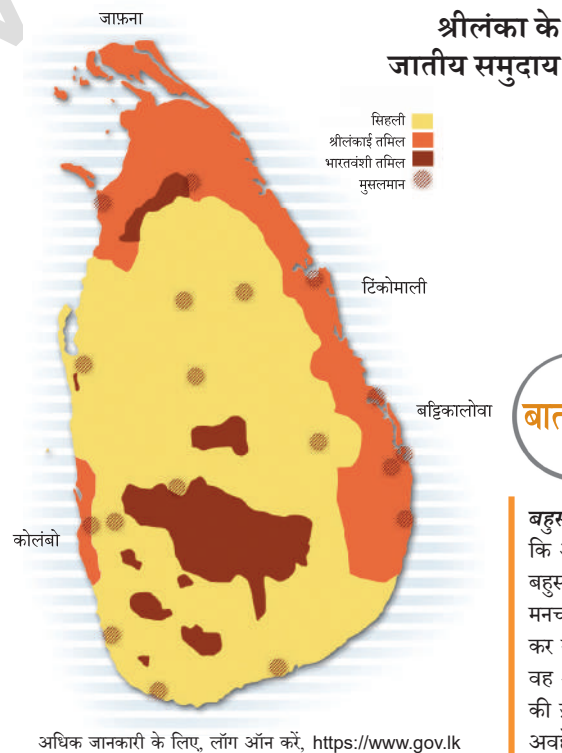 जाफ़ना
श्रीलंका के
जातीय समुदाय
सिहली
श्रीलंकाई तमिल
भारतवंशी तमिल
मुसलमान
टिंकोमाली
बट्टिकालोवा
कोलंबो
बात
बहुस
कि अ
बहुस
मनच
कर
वह
की
अवहे
अधिक जानकारी के लिए, लॉग ऑन करें, https://www.gov.lk